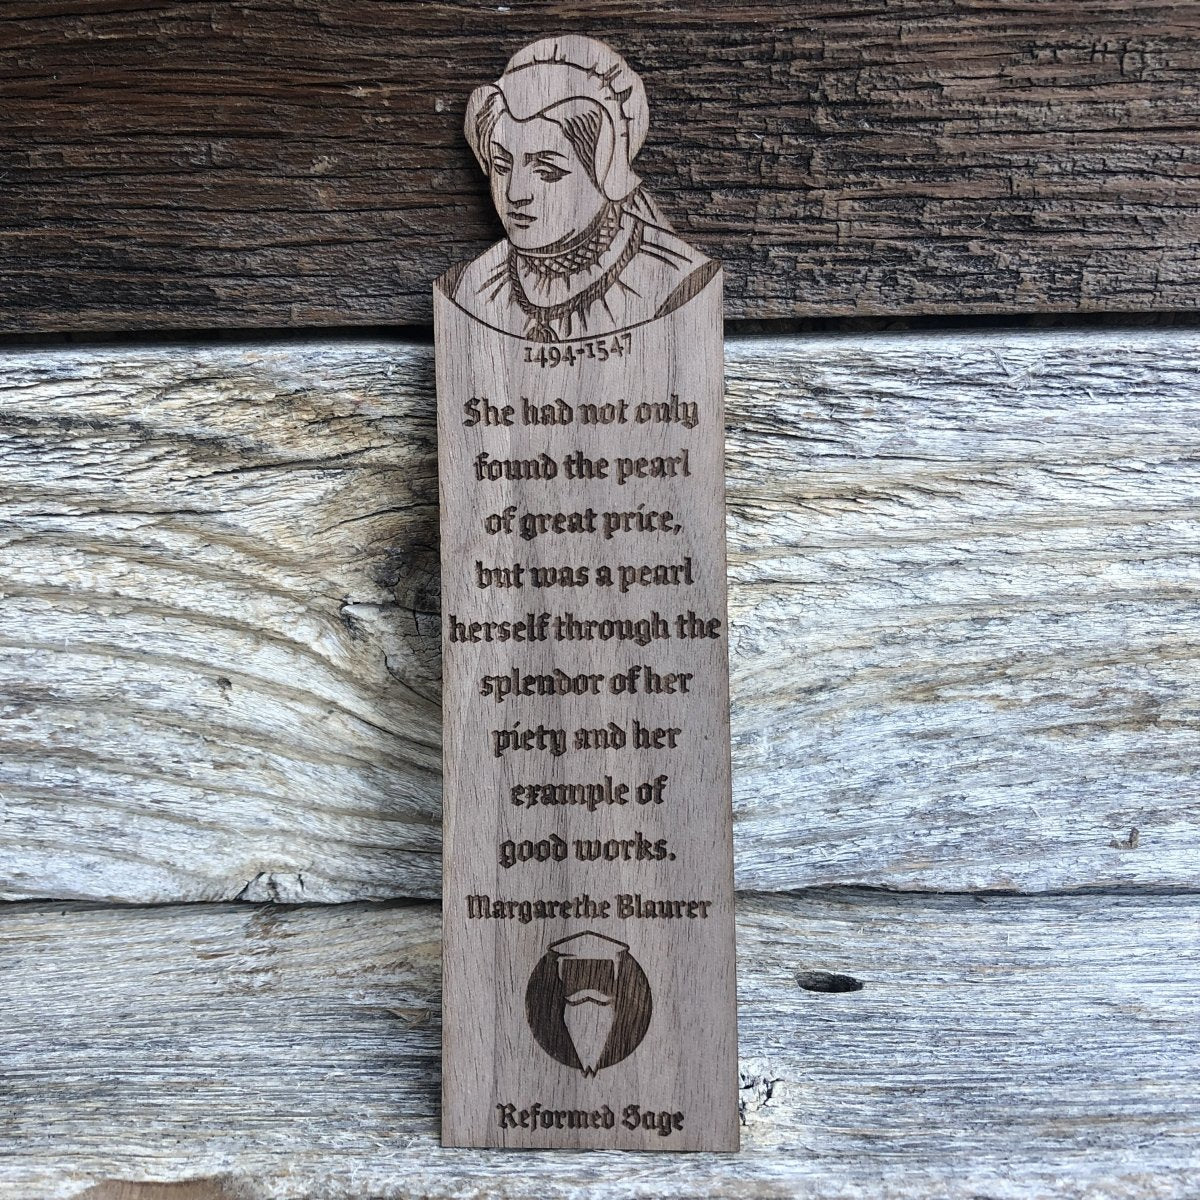 1494-1547
She had not only
found the pearl
of great price,
but was a pearl
herself through the
splendor of her
piety and her
example of
good works.
Margarethe Blaurer
Reformed Sage